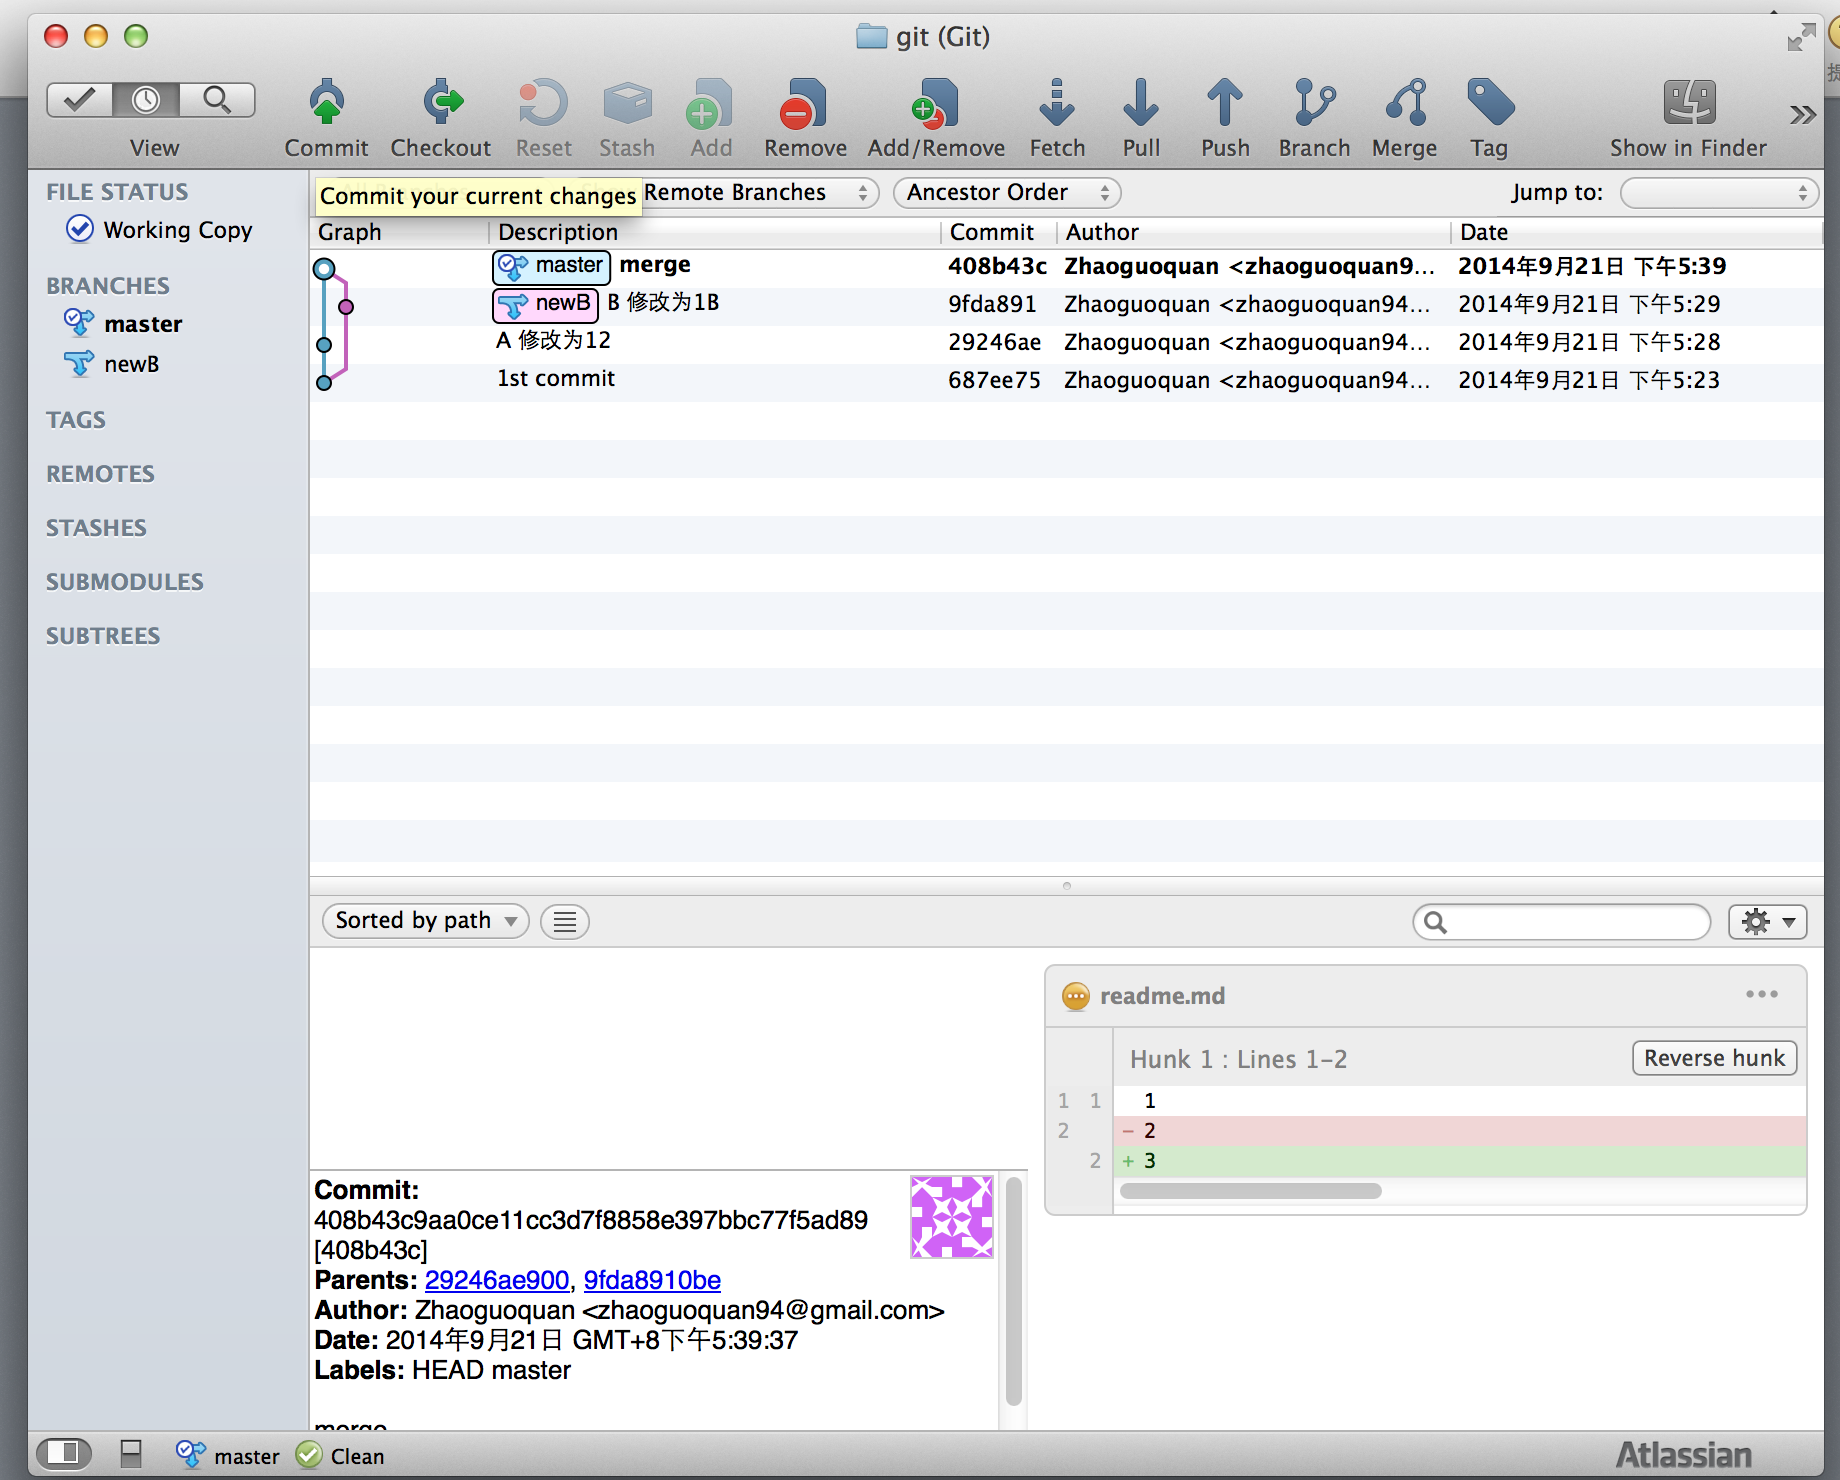 git (Git)
View
Commit
Checkout
Reset
Stash
Add
Remove
Add/Remove
Fetch
Pull
Push
Branch
Merge
Tag
Show in Finder
Commit your current changes
Remote Branches
Ancestor Order
Jump to:
FILE STATUS
Working Copy
BRANCHES
master
newB
TAGS
REMOTES
STASHES
SUBMODULES
SUBTREES
Graph Description Commit Author Date
master merge 408b43c Zhaoguoquan <zhaoguoquan9... 2014年9月21日 下午5:39
newB B 修改为1B 9fda891 Zhaoguoquan <zhaoguoquan94... 2014年9月21日 下午5:29
A 修改为12 29246ae Zhaoguoquan <zhaoguoquan94... 2014年9月21日 下午5:28
1st commit 687ee75 Zhaoguoquan <zhaoguoquan94... 2014年9月21日 下午5:23
Sorted by path
Commit:
408b43c9aa0ce11cc3d7f8858e397bbc77f5ad89
[408b43c]
Parents: 29246ae900, 9fda8910be
Author: Zhaoguoquan <zhaoguoquan94@gmail.com>
Date: 2014年9月21日 GMT+8下午5:39:37
Labels: HEAD master
merge
readme.md
Hunk 1 : Lines 1-2
Reverse hunk
1 1 1
2 - 2
2 + 3
master
Clean
Atlassian